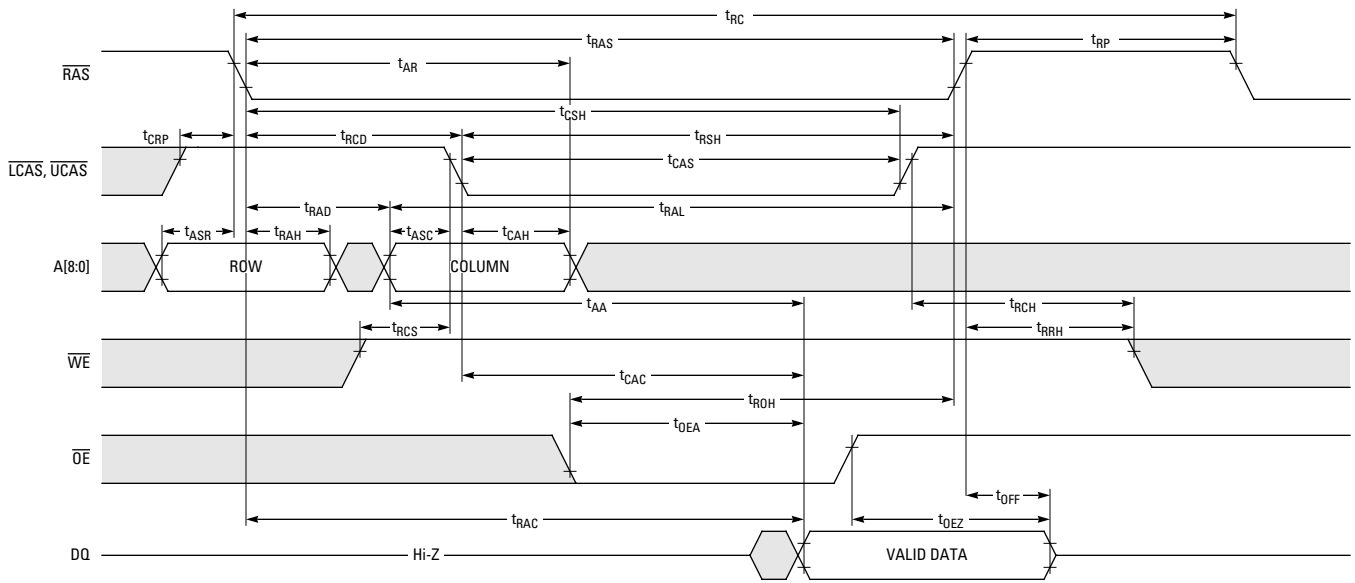 tRC
tRAS tRP
RAS tAR
tCSH
tCRP tRCD tRSH
LCAS, UCAS tCAS
tRAD tRAL
tASR tRAH tASC tCAH
A[8:0] ROW COLUMN
tAA tRCH
tRCS tRRH
WE
tCAC
tROH
tOEA
OE
tOFF
tRAC tOEZ
DQ Hi-Z VALID DATA